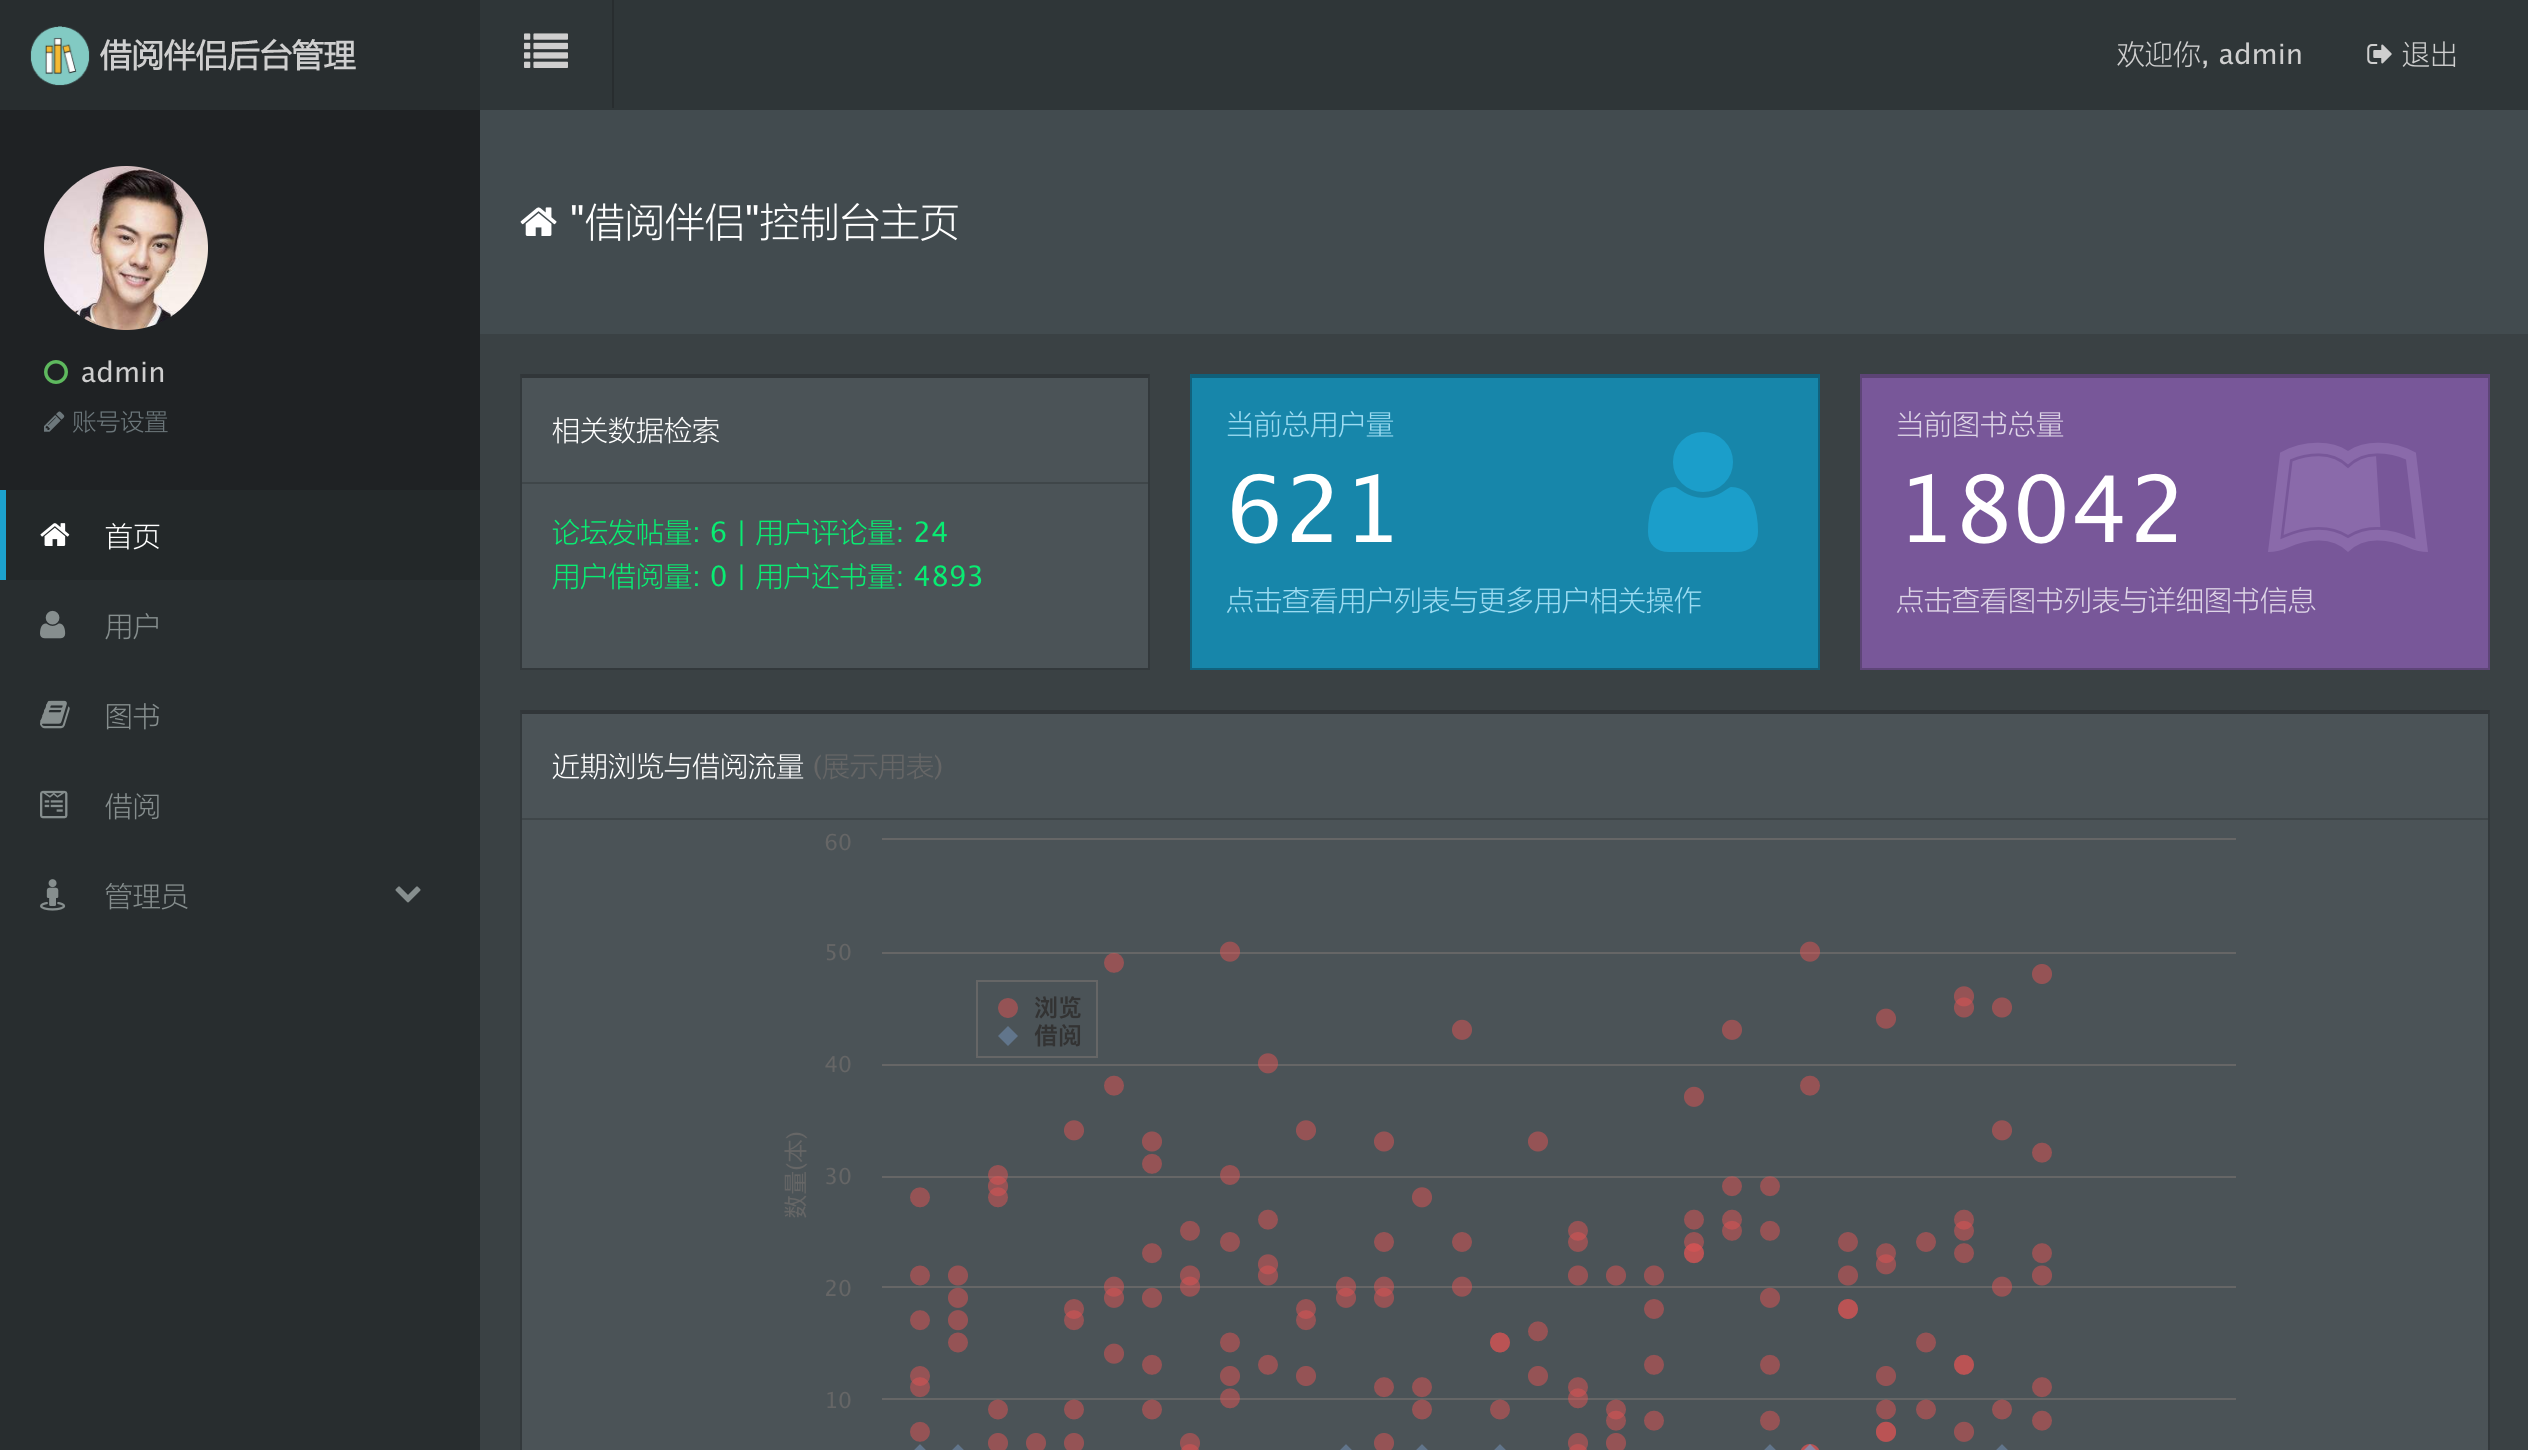 借阅伴侣后台管理
欢迎你, admin
退出
admin
账号设置
首页
用户
图书
借阅
管理员
"借阅伴侣"控制台主页
相关数据检索
论坛发帖量: 6 | 用户评论量: 24
用户借阅量: 0 | 用户还书量: 4893
当前总用户量
621
点击查看用户列表与更多用户相关操作
当前图书总量
18042
点击查看图书列表与详细图书信息
近期浏览与借阅流量 (展示用表)
60
50
40
30
20
10
数量(本)
浏览
借阅